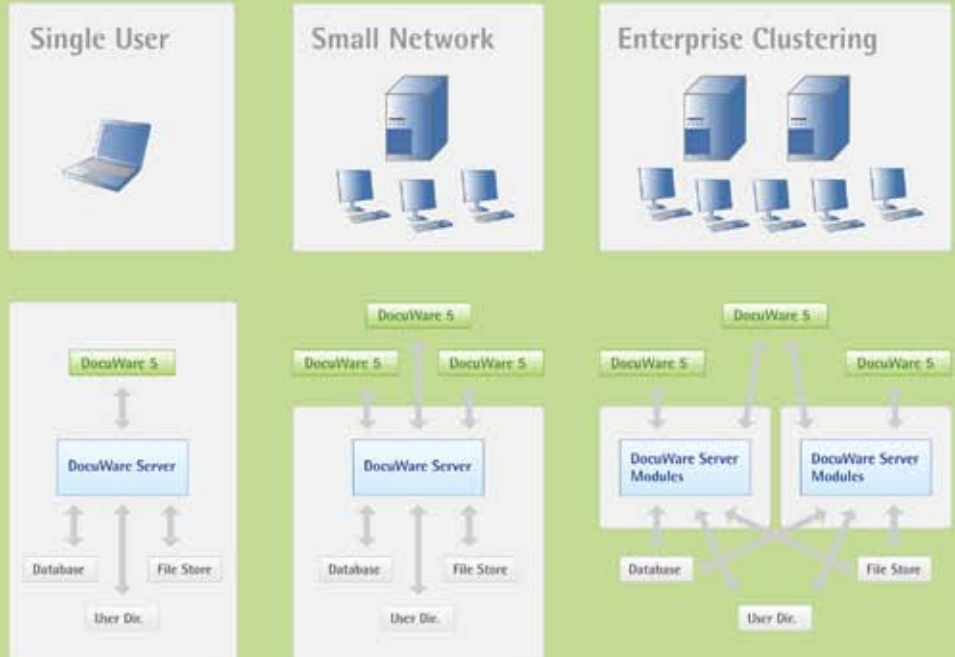 Single User
Small Network
Enterprise Clustering
DocuWare 5
DocuWare Server
Database
File Store
User Dir.
DocuWare 5
DocuWare 5
DocuWare 5
DocuWare Server
Database
File Store
User Dir.
DocuWare 5
DocuWare 5
DocuWare 5
DocuWare Server
Modules
DocuWare Server
Modules
Database
File Store
User Dir.